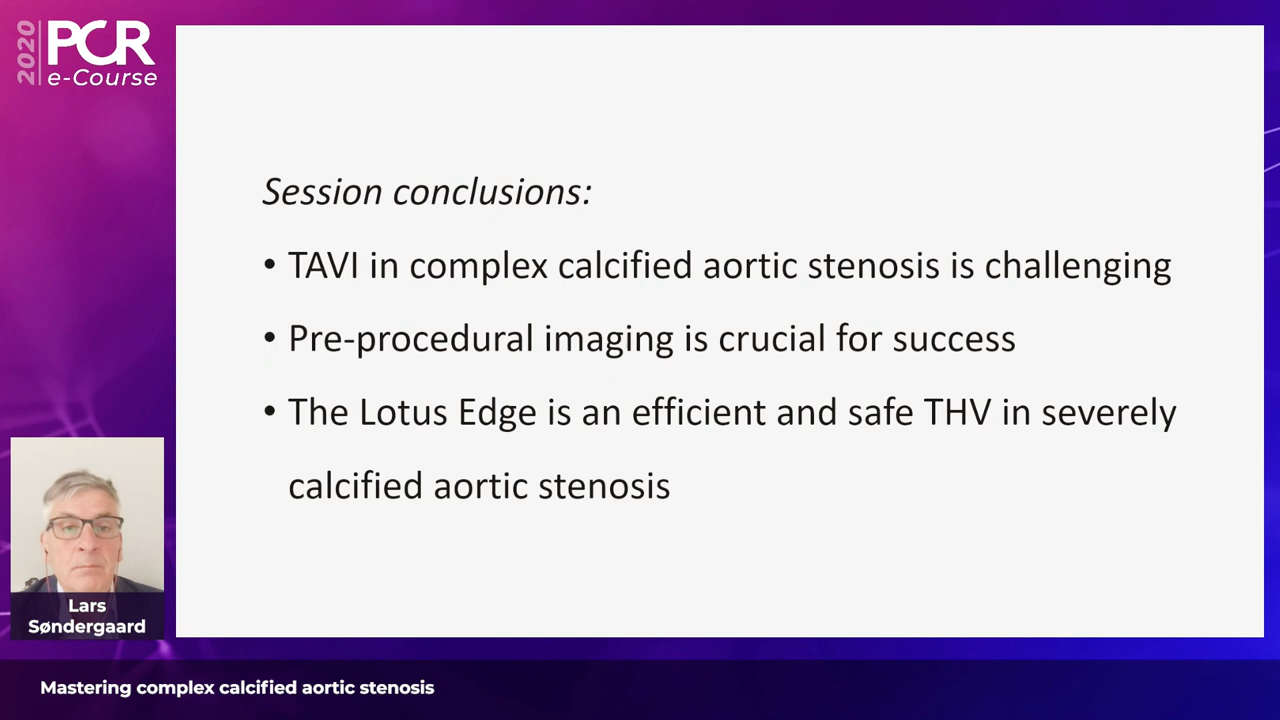 2020
PCR
e-Course
Session conclusions:
• TAVI in complex calcified aortic stenosis is challenging
• Pre-procedural imaging is crucial for success
• The Lotus Edge is an efficient and safe THV in severely
calcified aortic stenosis
Lars
Søndergaard
Mastering complex calcified aortic stenosis